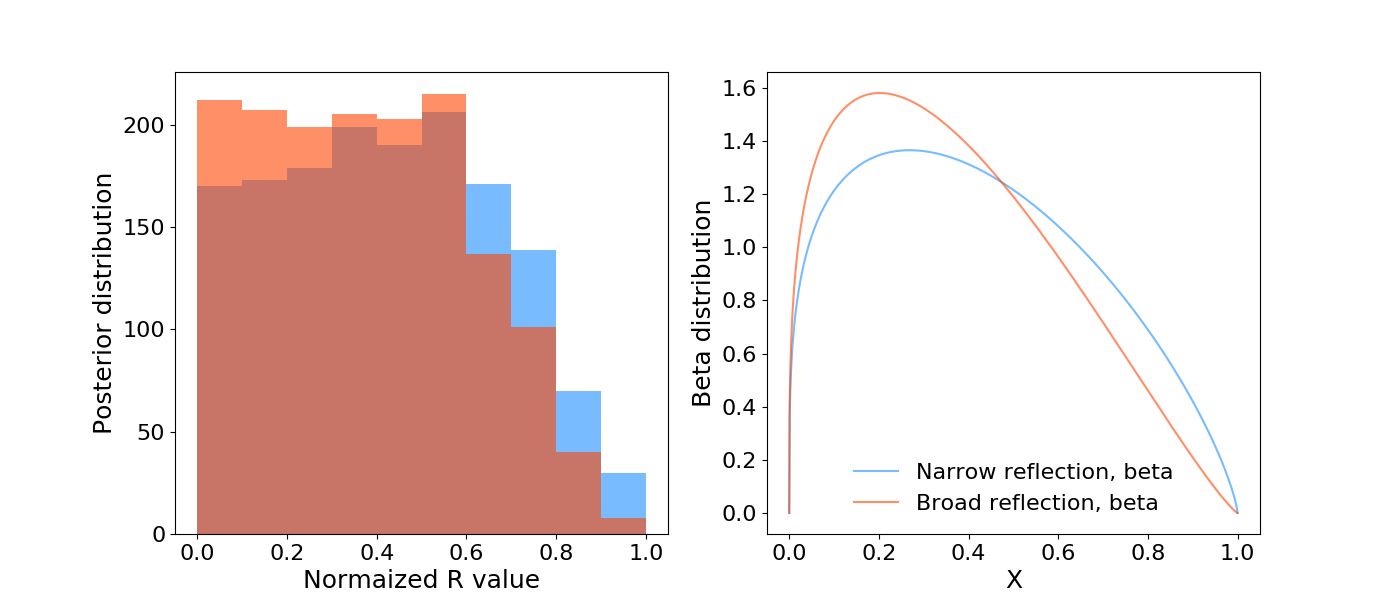 Posterior distribution
200
150
100
50
0
0.0 0.2 0.4 0.6 0.8 1.0
Normaized R value
Beta distribution
1.6
1.4
1.2
1.0
0.8
0.6
0.4
0.2
0.0
Narrow reflection, beta
Broad reflection, beta
0.0 0.2 0.4 0.6 0.8 1.0
X